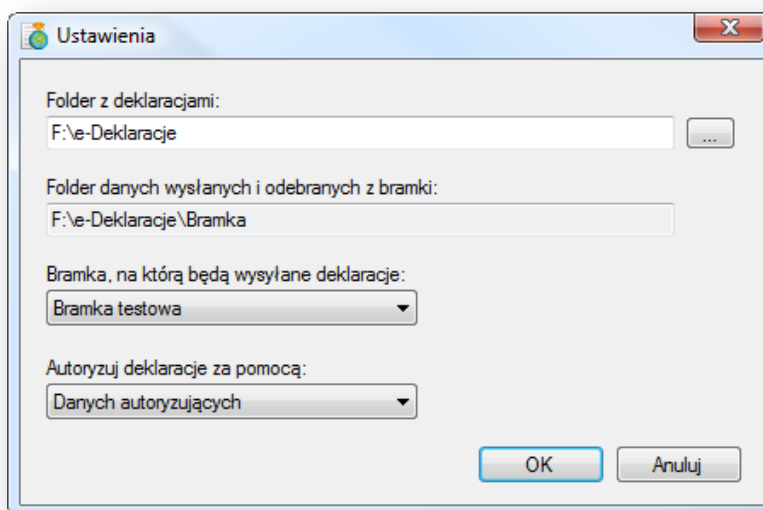 Ustawienia
Folder z deklaracjami:
F:\e-Deklaracje
...
Folder danych wysłanych i odebranych z bramki:
F:\e-Deklaracje\Bramka
Bramka, na którą będą wysyłane deklaracje:
Bramka testowa
Autoryzuj deklaracje za pomocą:
Danych autoryzujących
OK Anuluj